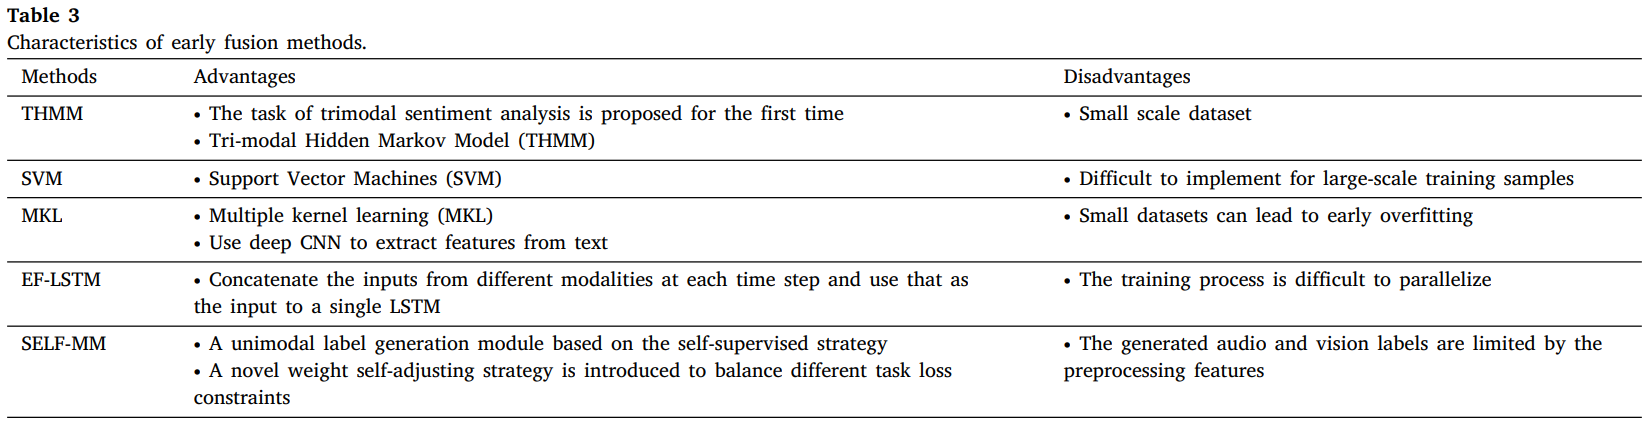 Table 3
Characteristics of early fusion methods.
Methods Advantages Disadvantages
THMM • The task of trimodal sentiment analysis is proposed for the first time • Small scale dataset
• Tri-modal Hidden Markov Model (THMM)
SVM • Support Vector Machines (SVM) • Difficult to implement for large-scale training samples
MKL • Multiple kernel learning (MKL) • Small datasets can lead to early overfitting
• Use deep CNN to extract features from text
EF-LSTM • Concatenate the inputs from different modalities at each time step and use that as • The training process is difficult to parallelize
the input to a single LSTM
SELF-MM • A unimodal label generation module based on the self-supervised strategy • The generated audio and vision labels are limited by the
• A novel weight self-adjusting strategy is introduced to balance different task loss preprocessing features
constraints